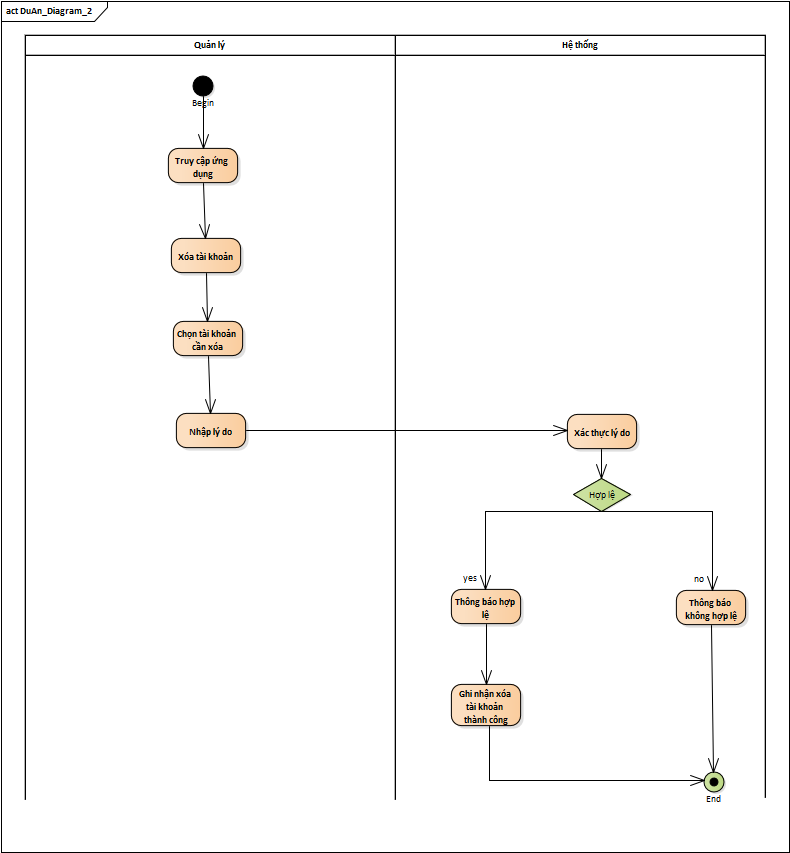 act DuAn_Diagram_2
Quản lý
Hệ thống
Begin
Truy cập ứng
dụng
Xóa tài khoản
Chọn tài khoản
cần xóa
Nhập lý do
Xác thực lý do
Hợp lệ
yes
no
Thông báo hợp
lệ
Thông báo
không hợp lệ
Ghi nhận xóa
tài khoản
thành công
End